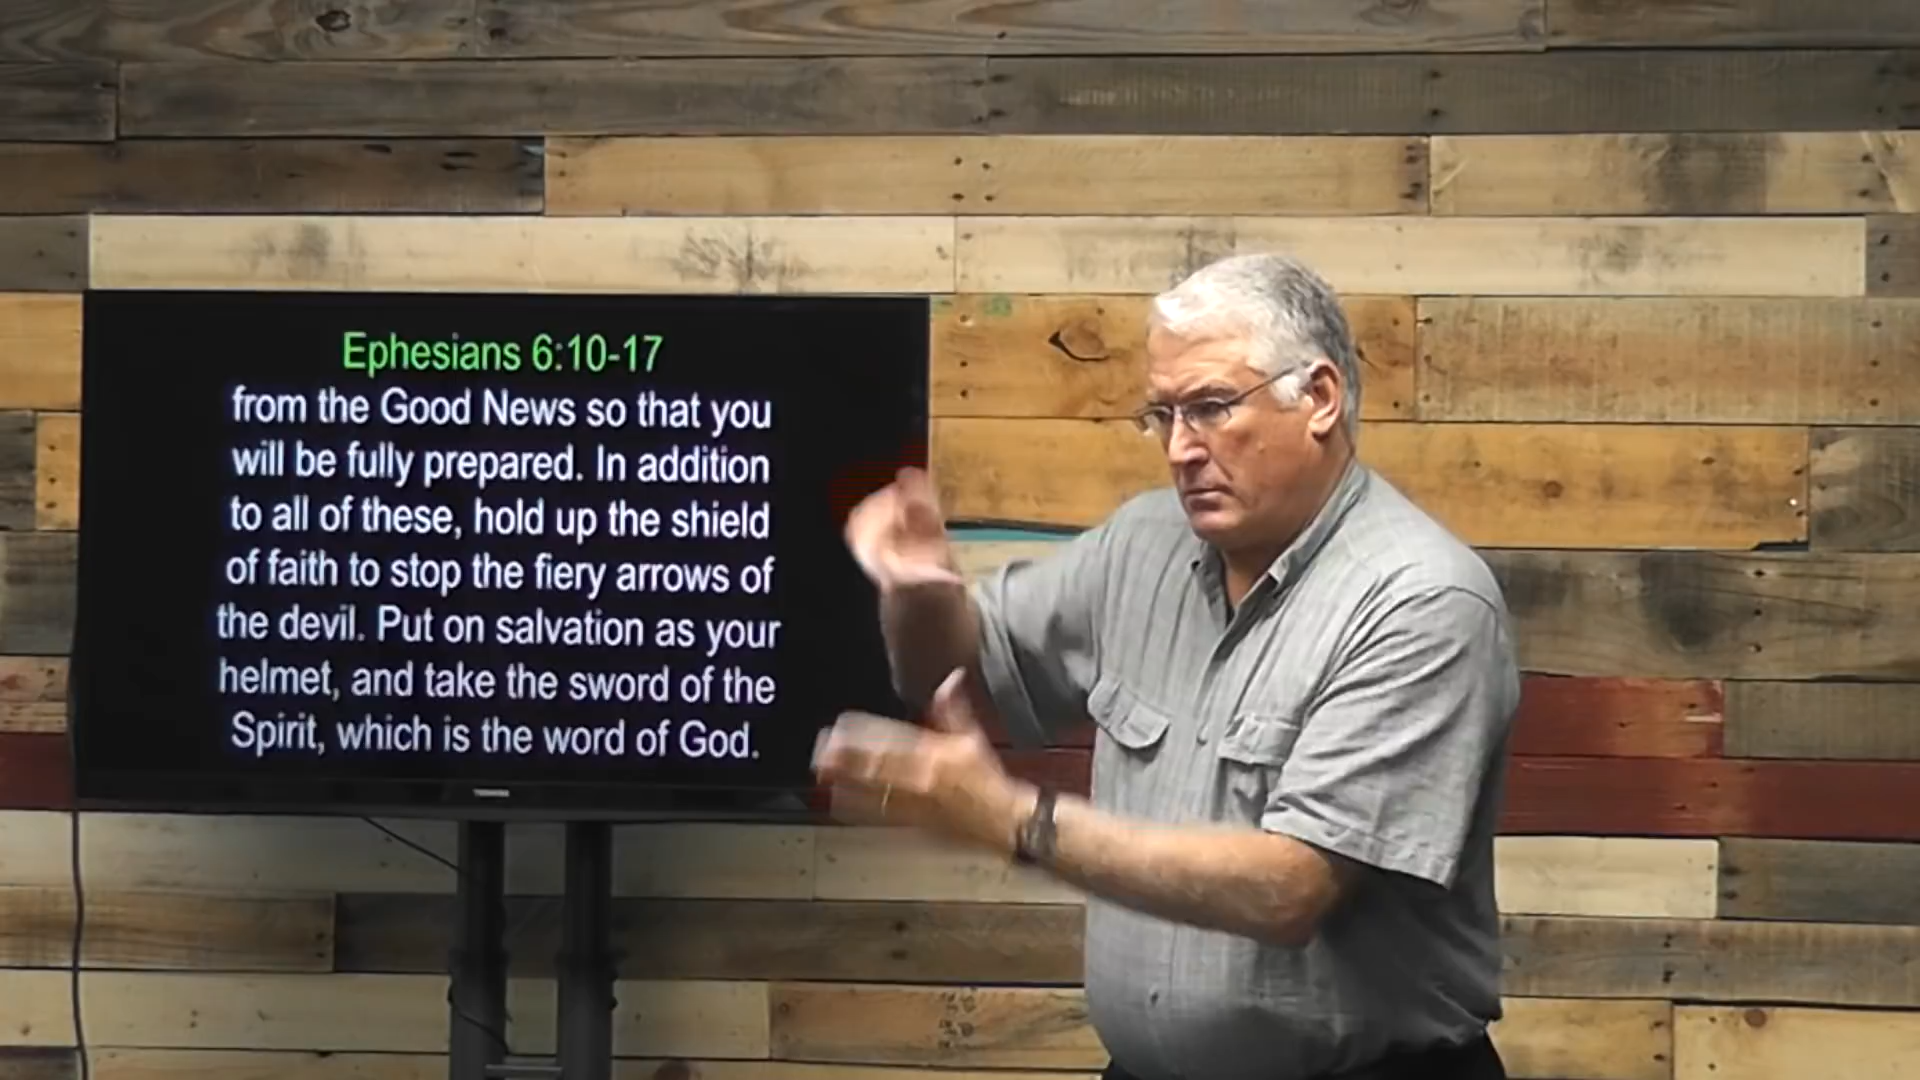 Ephesians 6:10-17
from the Good News so that you
will be fully prepared. In addition
to all of these, hold up the shield
of faith to stop the fiery arrows of
the devil. Put on salvation as your
helmet, and take the sword of the
Spirit, which is the word of God.
TOSHIBA